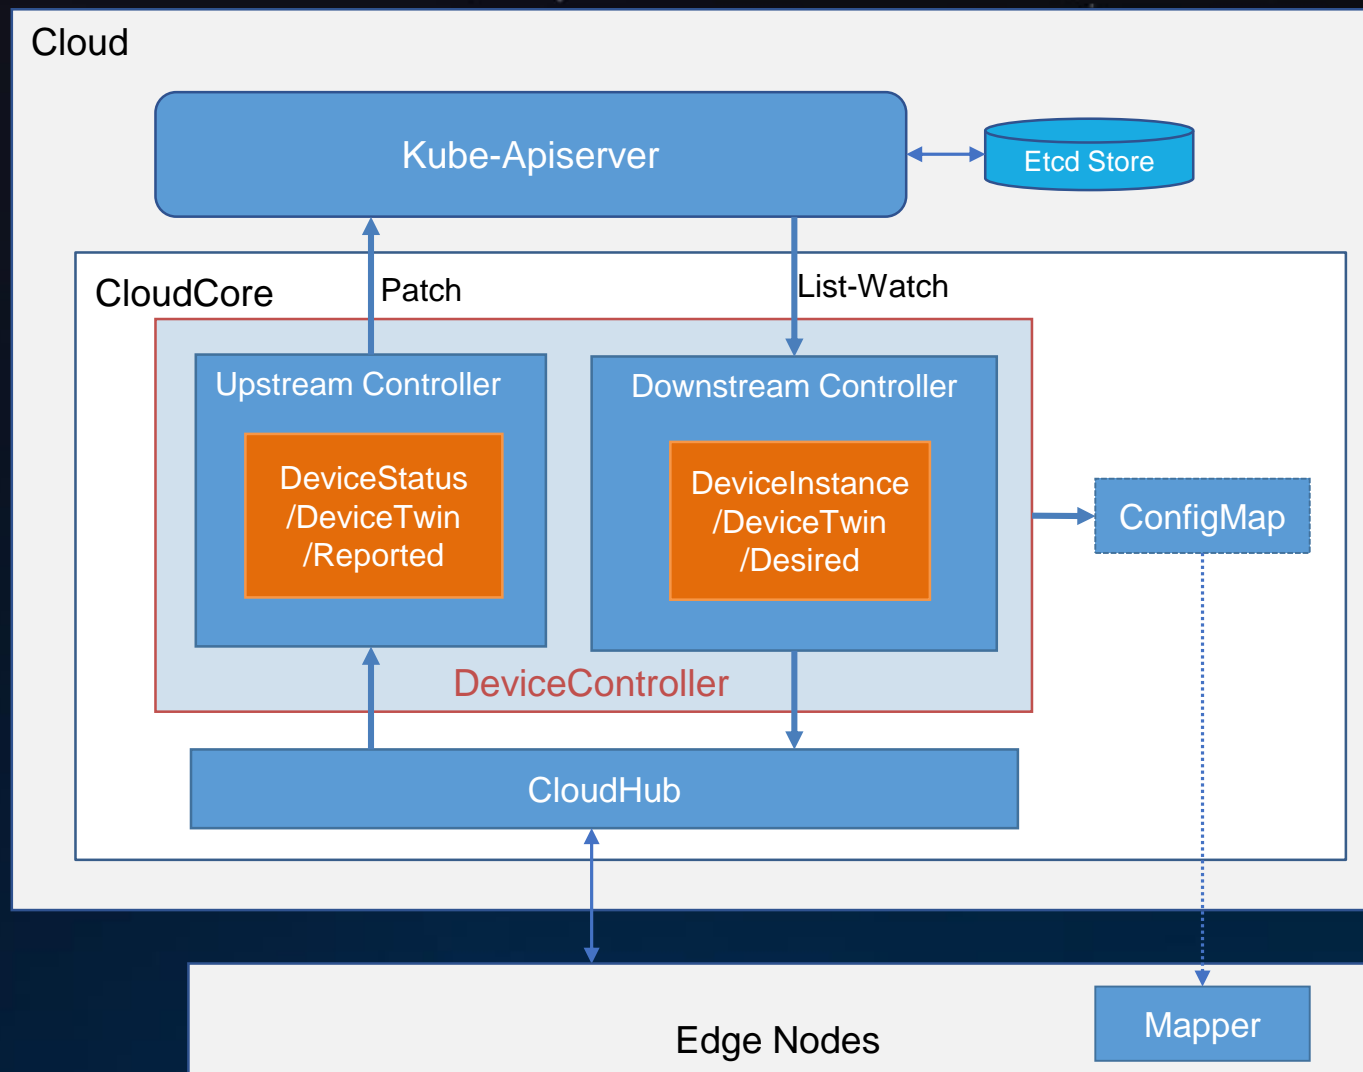 Cloud
Kube-Apiserver
Etcd Store
CloudCore
Patch
List-Watch
Upstream Controller
Downstream Controller
DeviceStatus
/DeviceTwin
/Reported
DeviceInstance
/DeviceTwin
/Desired
ConfigMap
DeviceController
CloudHub
Edge Nodes
Mapper